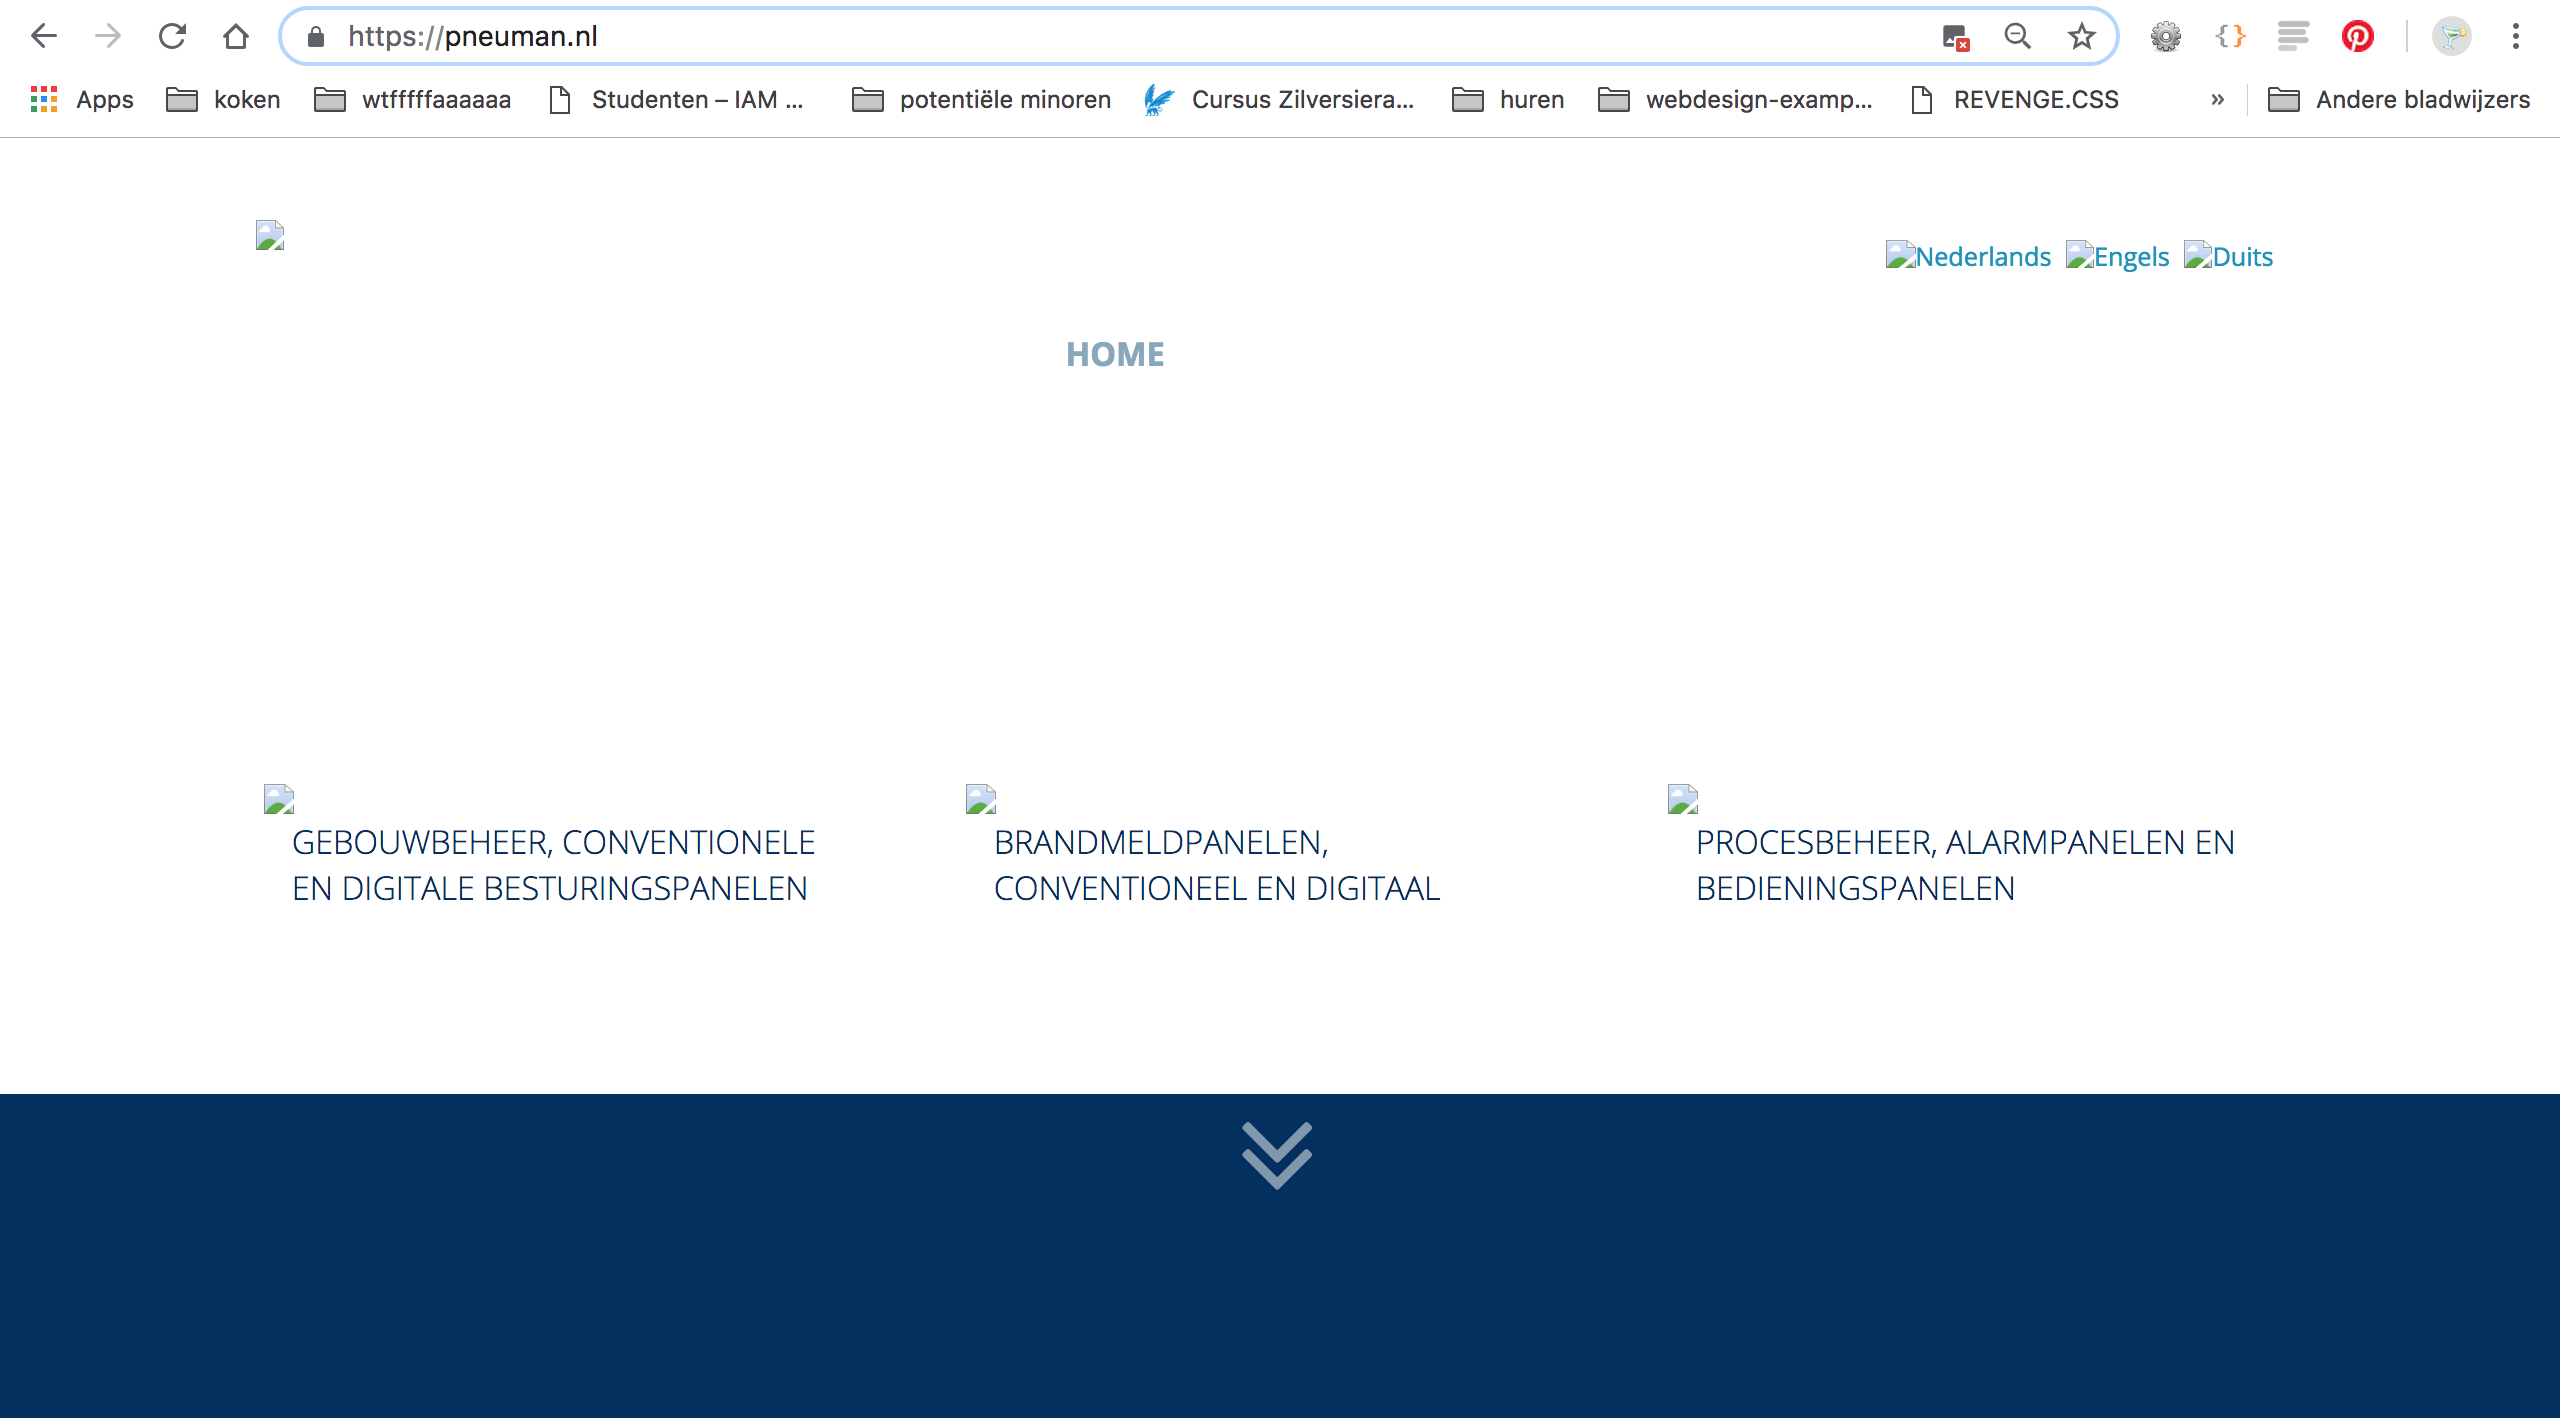 https://pneuman.nl
Apps koken wtfffffaaaaaa Studenten – IAM ... potentiële minoren Cursus Zilversiera... huren webdesign-examp... REVENGE.CSS » Andere bladwijzers
Nederlands Engels Duits
HOME
GEBOUWBEHEER, CONVENTIONELE
EN DIGITALE BESTURINGSPANELEN
BRANDMELDPANELEN,
CONVENTIONEEL EN DIGITAAL
PROCESBEHEER, ALARMPANELEN EN
BEDIENINGSPANELEN